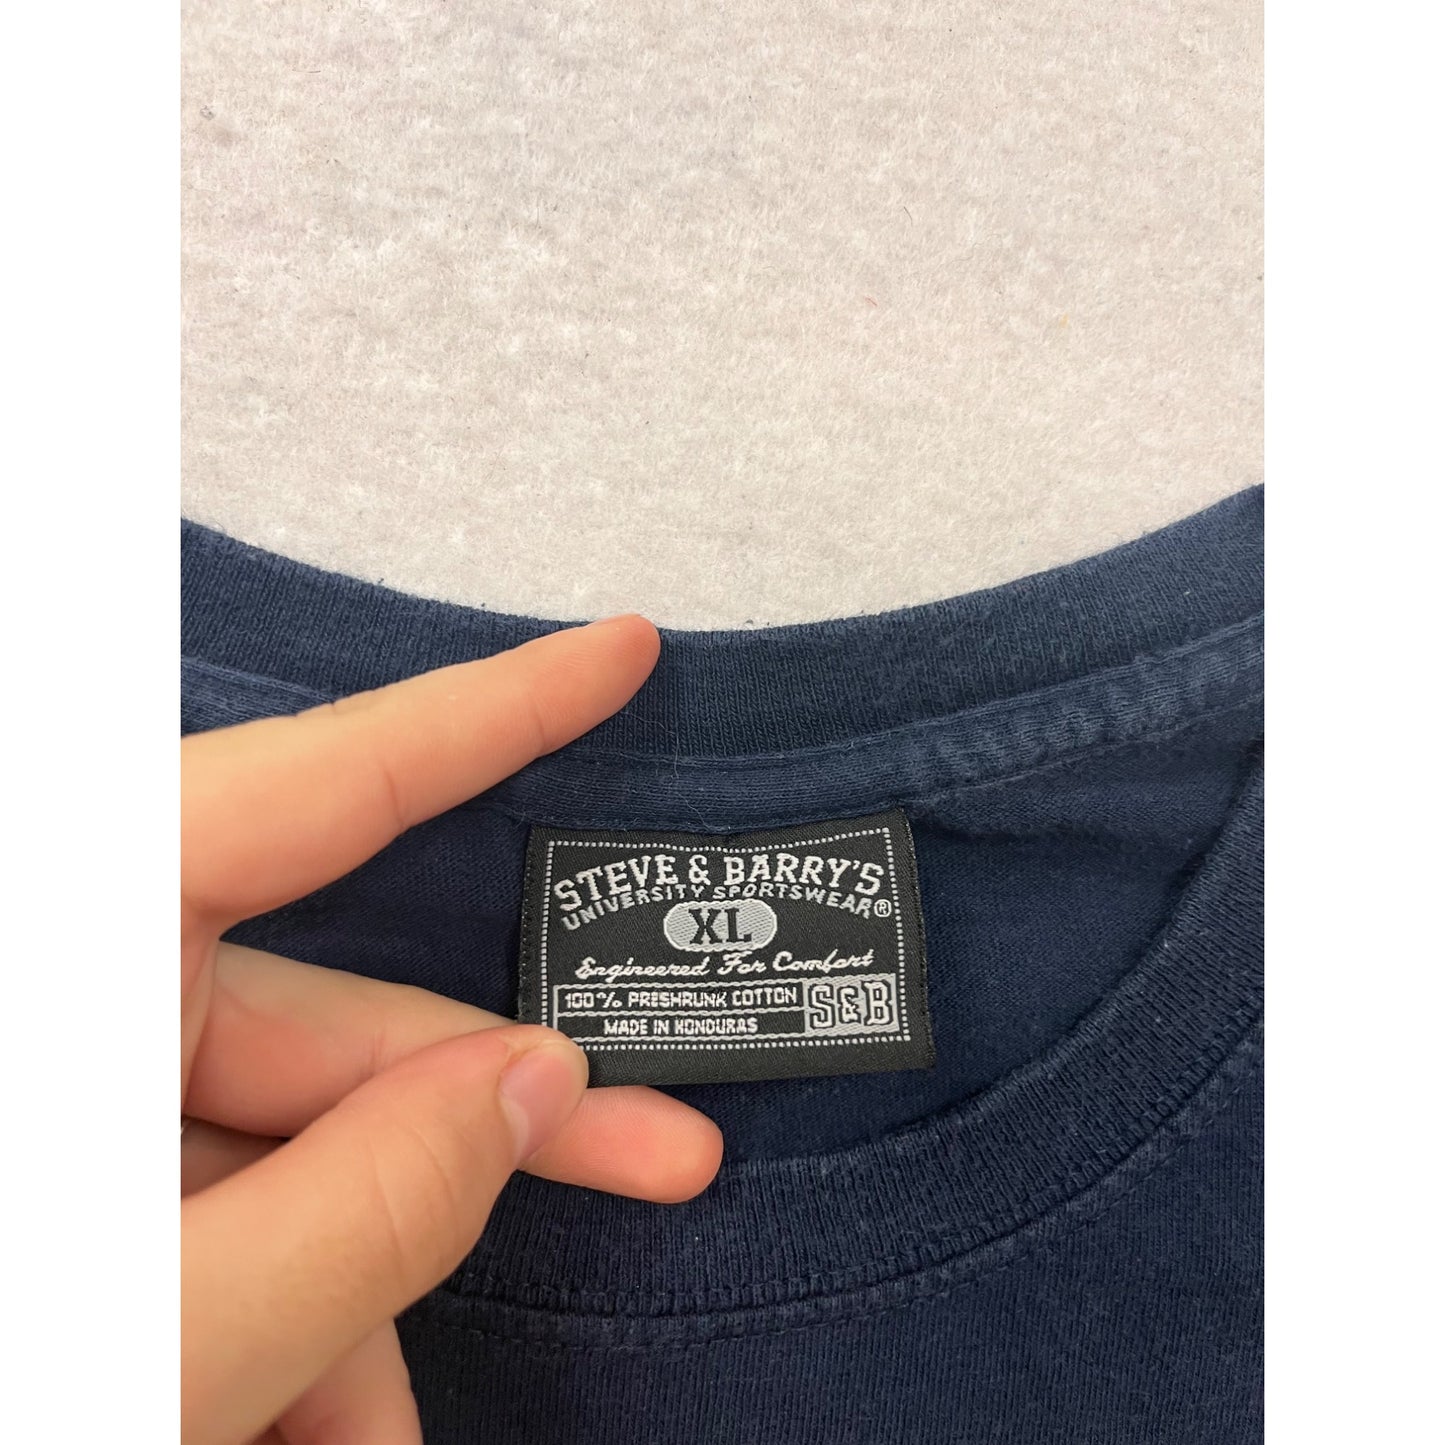 STEVE & BARRY'S
UNIVERSITY SPORTSWEAR®
XL
Engineered For Comfort
100% PRESHRUNK COTTON
MADE IN HONDURAS
S&B